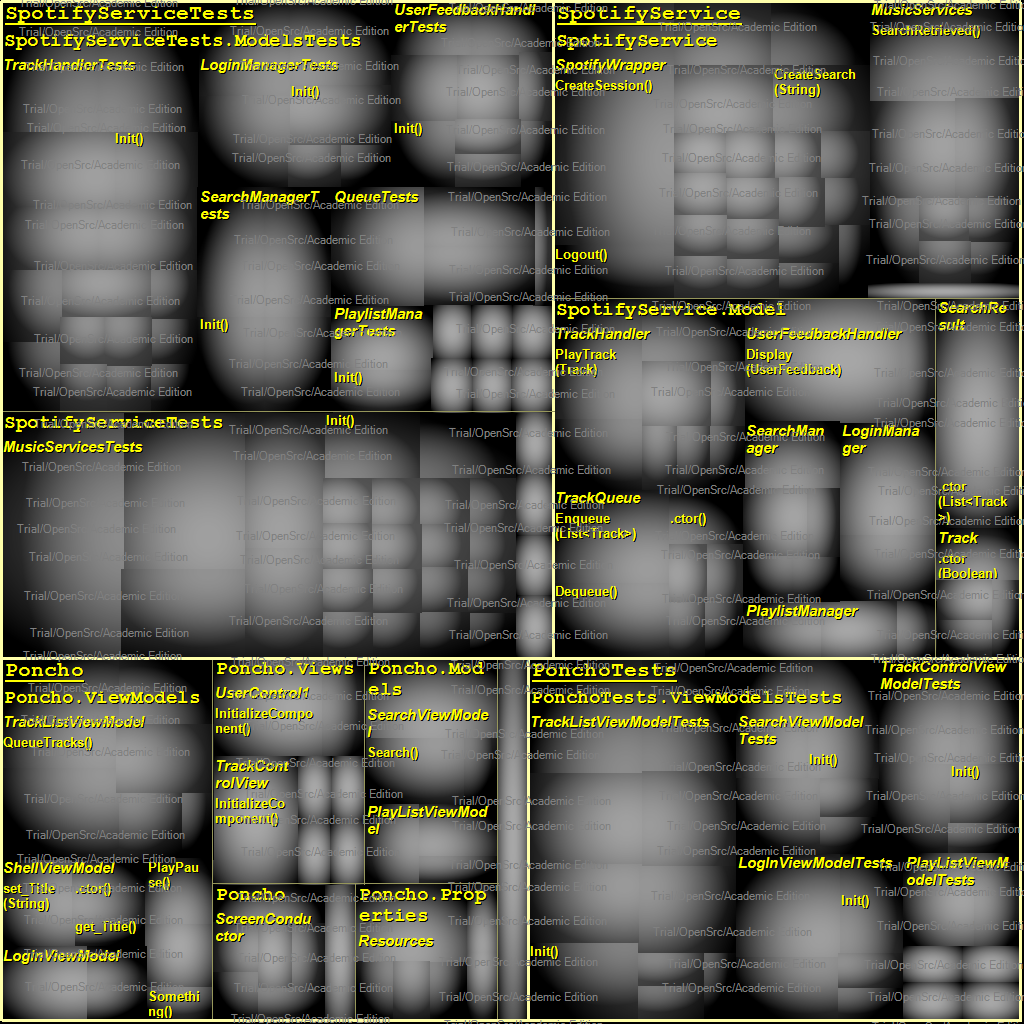 SpotifyServiceTests
SpotifyServiceTests.ModelsTests
TrackHandlerTests
Init()
LoginManagerTests
Init()
UserFeedbackHandl
erTests
Init()
SearchManagerT
ests
Init()
QueueTests
PlaylistMana
gerTests
Init()
SpotifyServiceTests
MusicServicesTests
Init()
SpotifyService
SpotifyService
SpotifyWrapper
CreateSession()
CreateSearch
(String)
Logout()
MusicServices
SearchRetrieved()
SpotifyService.Model
TrackHandler
PlayTrack
(Track)
UserFeedbackHandler
Display
(UserFeedback)
SearchRe
sult
.ctor
(List<Track
>)
Track
.ctor
(Boolean)
SearchMan
ager
LoginMana
ger
TrackQueue
Enqueue
(List<Track>)
.ctor()
Dequeue()
PlaylistManager
Poncho
Poncho.ViewModels
TrackListViewModel
QueueTracks()
ShellViewModel
set_Title
(String)
.ctor()
get_Title()
PlayPau
se()
LoginViewModel
Somethi
ng()
Poncho.Views
UserControl1
InitializeCompo
nent()
TrackCont
rolView
InitializeCo
mponent()
Poncho.Mod
els
SearchViewMode
l
Search()
PlayListViewMod
el
Poncho
ScreenCondu
ctor
Poncho.Prop
erties
Resources
PonchoTests
PonchoTests.ViewModelsTests
TrackListViewModelTests
Init()
SearchViewModel
Tests
Init()
TrackControlView
ModelTests
Init()
LogInViewModelTests
Init()
PlayListViewM
odelTests
Trial/OpenSrc/Academic Edition